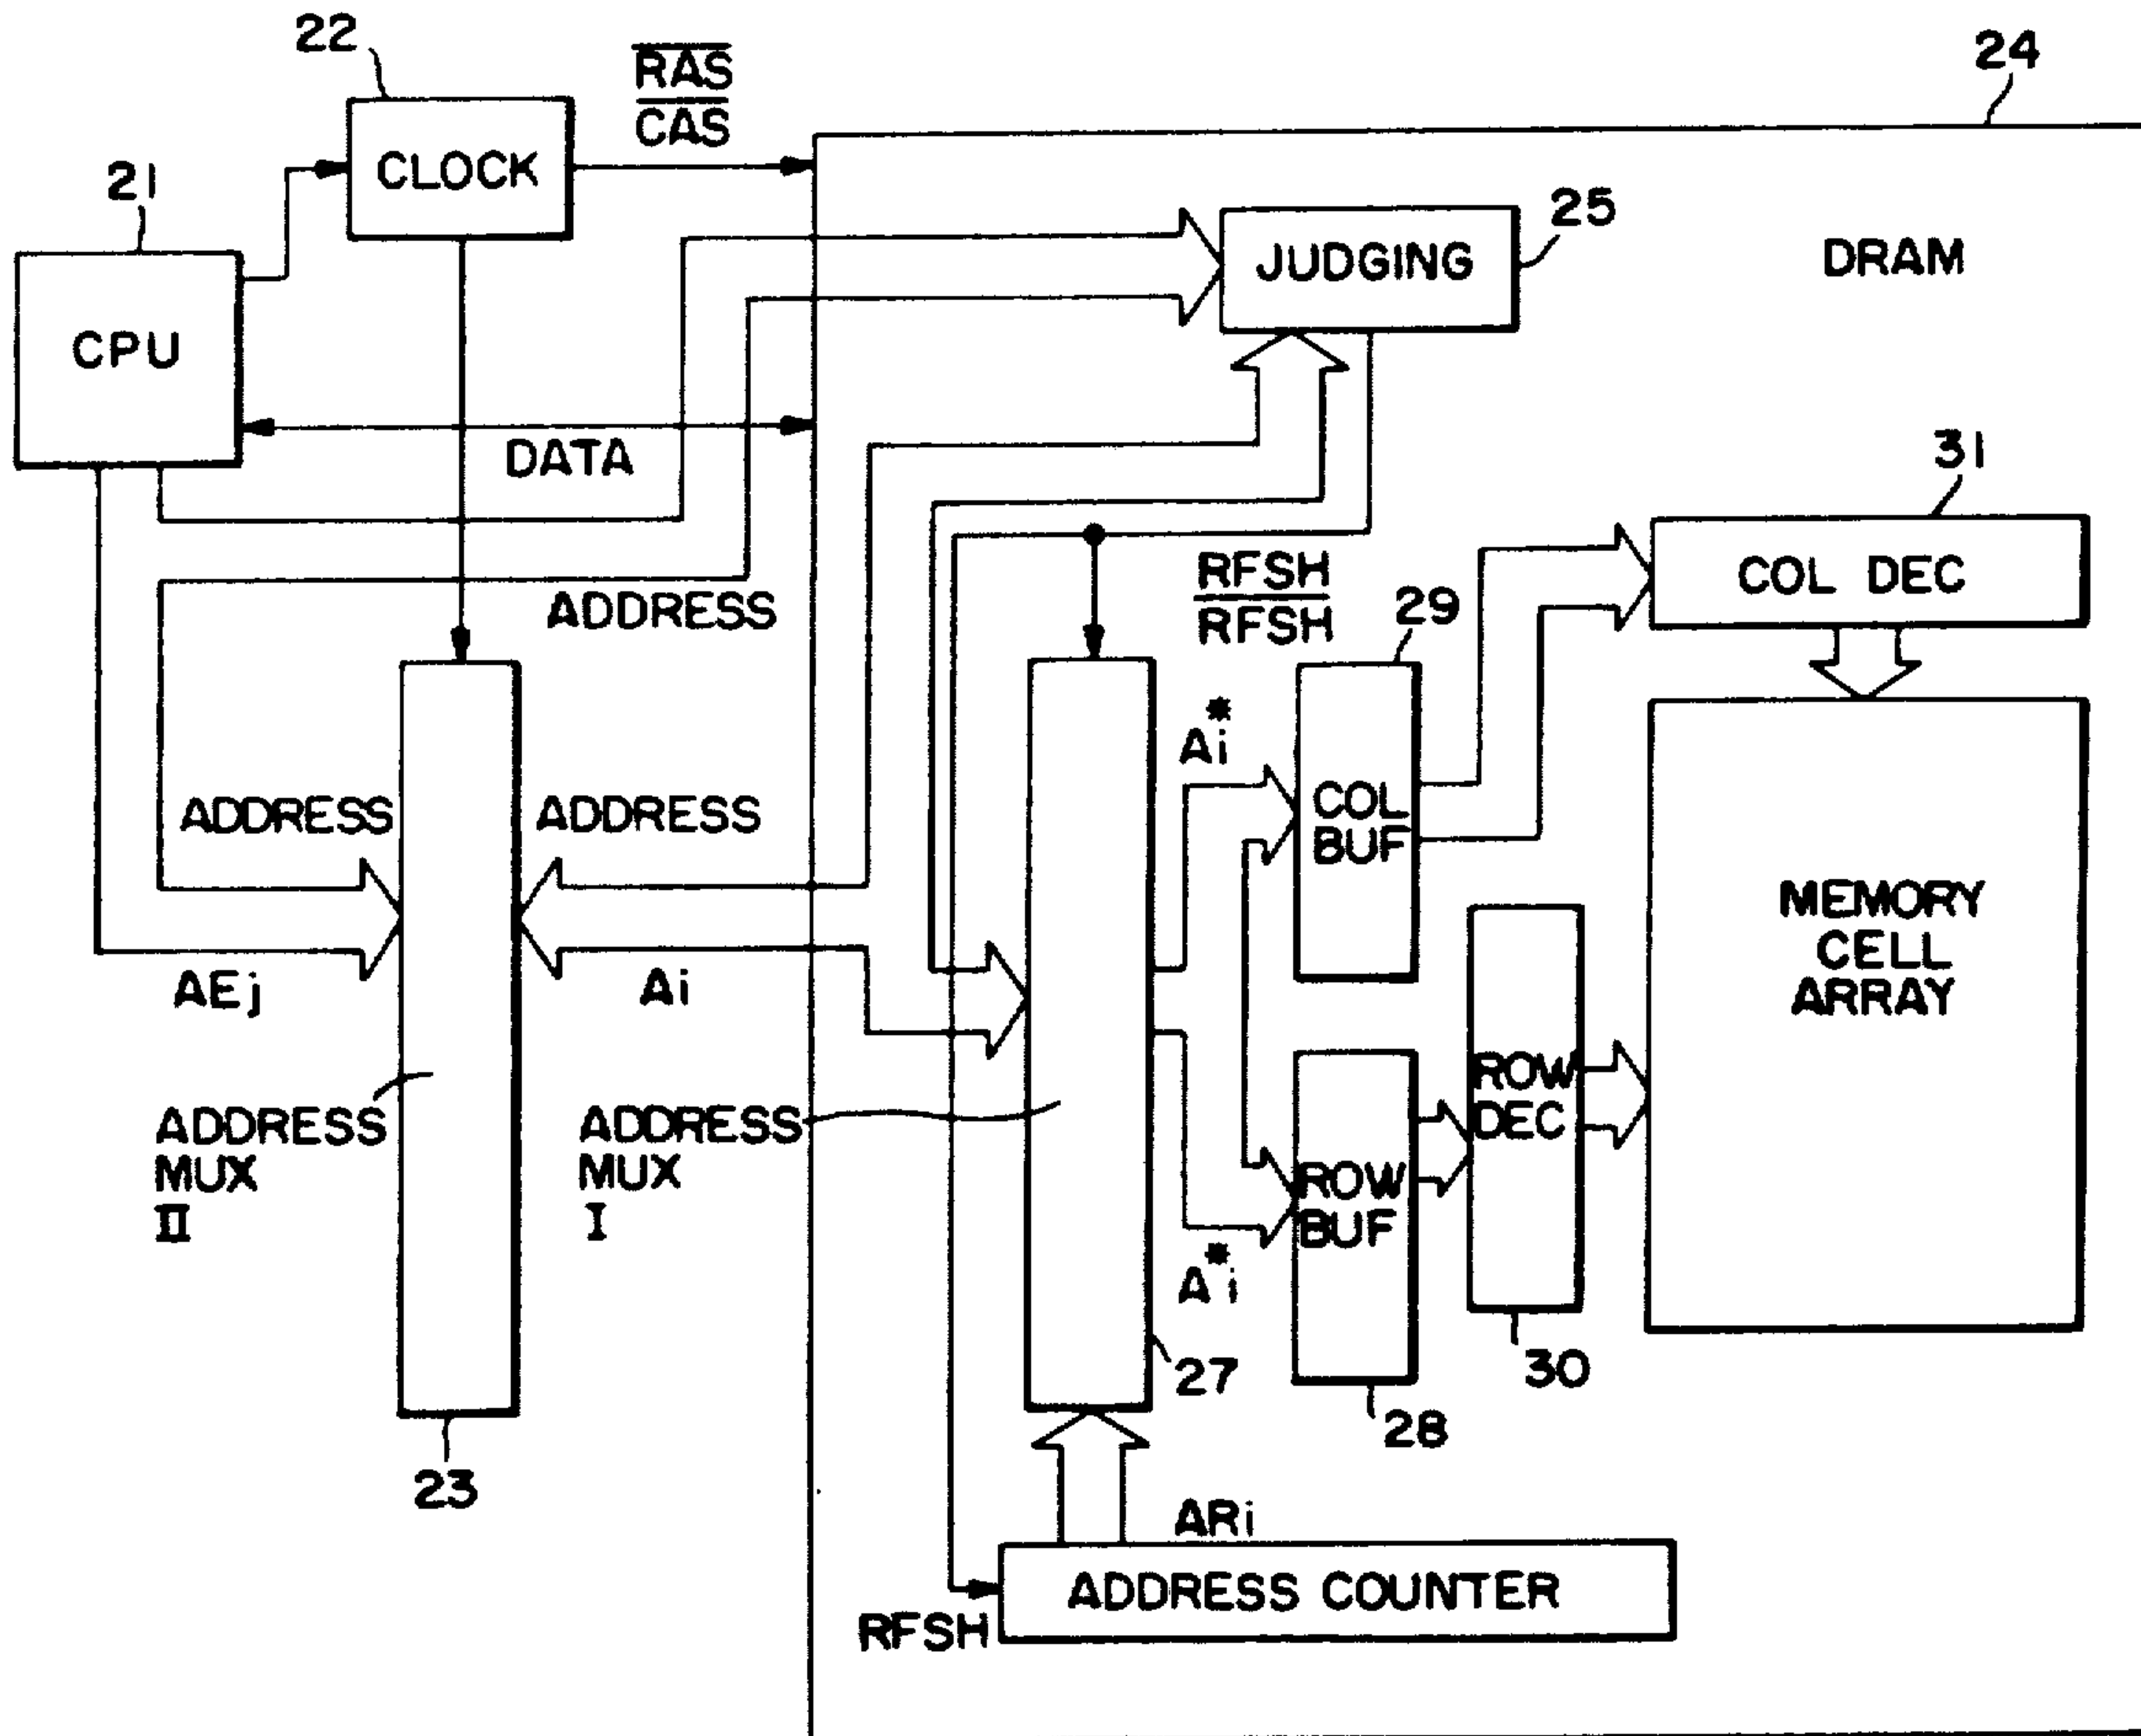 22
RAS
CAS
24
CLOCK
21
25
JUDGING
DRAM
CPU
DATA
31
RFSH
RFSH
COL DEC
29
ADDRESS
Ai*
ADDRESS
ADDRESS
COL
BUF
MEMORY
CELL
ARRAY
AEj
Ai
ROW
DEC
ADDRESS
MUX
II
ADDRESS
MUX
I
ROW
BUF
A*i
27
30
28
23
ARi
ADDRESS COUNTER
RFSH